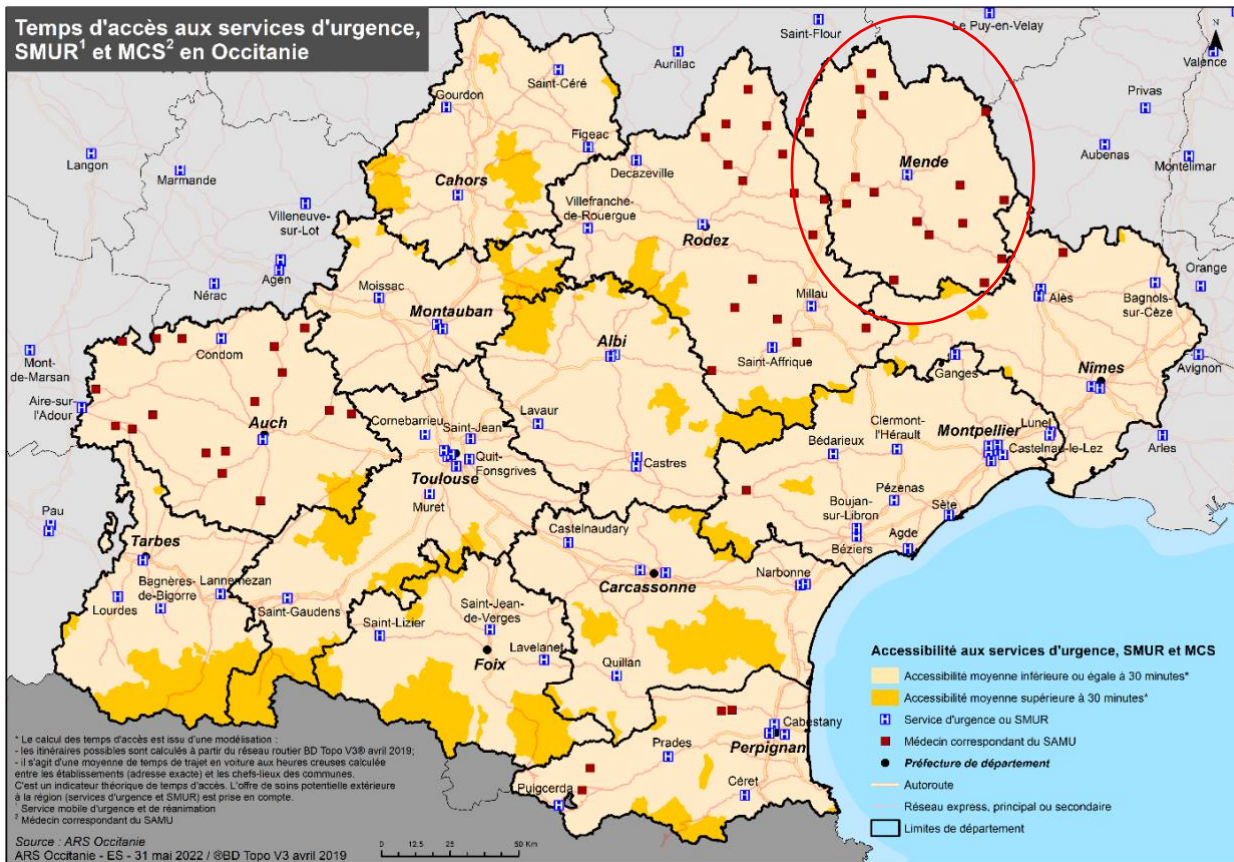 Temps d'accès aux services d'urgence,
SMUR¹ et MCS² en Occitanie
Saint-Flour
Le Puy-en-Velay
N
Aurillac
Valence
Saint-Céré
Gourdon
Privas
Langon
Figeac
Aubenas
Montélimar
Marmande
Decazeville
Mende
Cahors
Villeneuve-
sur-Lot
Villefranche-
de-Rouergue
Rodez
Agen
Nérac
Moissac
Orange
Millau
Alès
Bagnols-
sur-Cèze
Montauban
Condom
Mont-
de-Marsan
Albi
Saint-Affrique
Ganges
Nîmes
Avignon
Aire-sur-
l'Adour
Auch
Cornebarrieu
Saint-Jean
Lavaur
Clermont-
l'Hérault
Montpellier
Lunel
Bédarieux
Castelnau-le-Lez
Arles
Quit-
Fonsgrives
Castres
Toulouse
Pézenas
Muret
Boujan-
sur-Libron
Sète
Pau
Castelnaudary
Agde
Béziers
Tarbes
Bagnères-
de-Bigorre
Lannemezan
Carcassonne
Narbonne
Lourdes
Saint-Gaudens
Saint-Jean-
de-Verges
Saint-Lizier
Foix
Lavelanet
Quillan
Accessibilité aux services d'urgence, SMUR et MCS
Accessibilité moyenne inférieure ou égale à 30 minutes*
Accessibilité moyenne supérieure à 30 minutes*
Service d'urgence ou SMUR
Médecin correspondant du SAMU
Préfecture de département
Autoroute
Réseau express, principal ou secondaire
Limites de département
Cabestany
Perpignan
Prades
Céret
Puigcerda
* Le calcul des temps d'accès est issu d'une modélisation :
- les itinéraires possibles sont calculés à partir du réseau routier BD Topo V3® avril 2019;
- il s'agit d'une moyenne de temps de trajet en voiture aux heures creuses calculée
entre les établissements (adresse exacte) et les chefs-lieux des communes.
C'est un indicateur théorique de temps d'accès. L'offre de soins potentielle extérieure
à la région (services d'urgence et SMUR) est prise en compte.
¹ Service mobile d'urgence et de réanimation
² Médecin correspondant du SAMU
Source : ARS Occitanie
ARS Occitanie - ES - 31 mai 2022 / ®BD Topo V3 avril 2019
0 12,5 25 50 Km